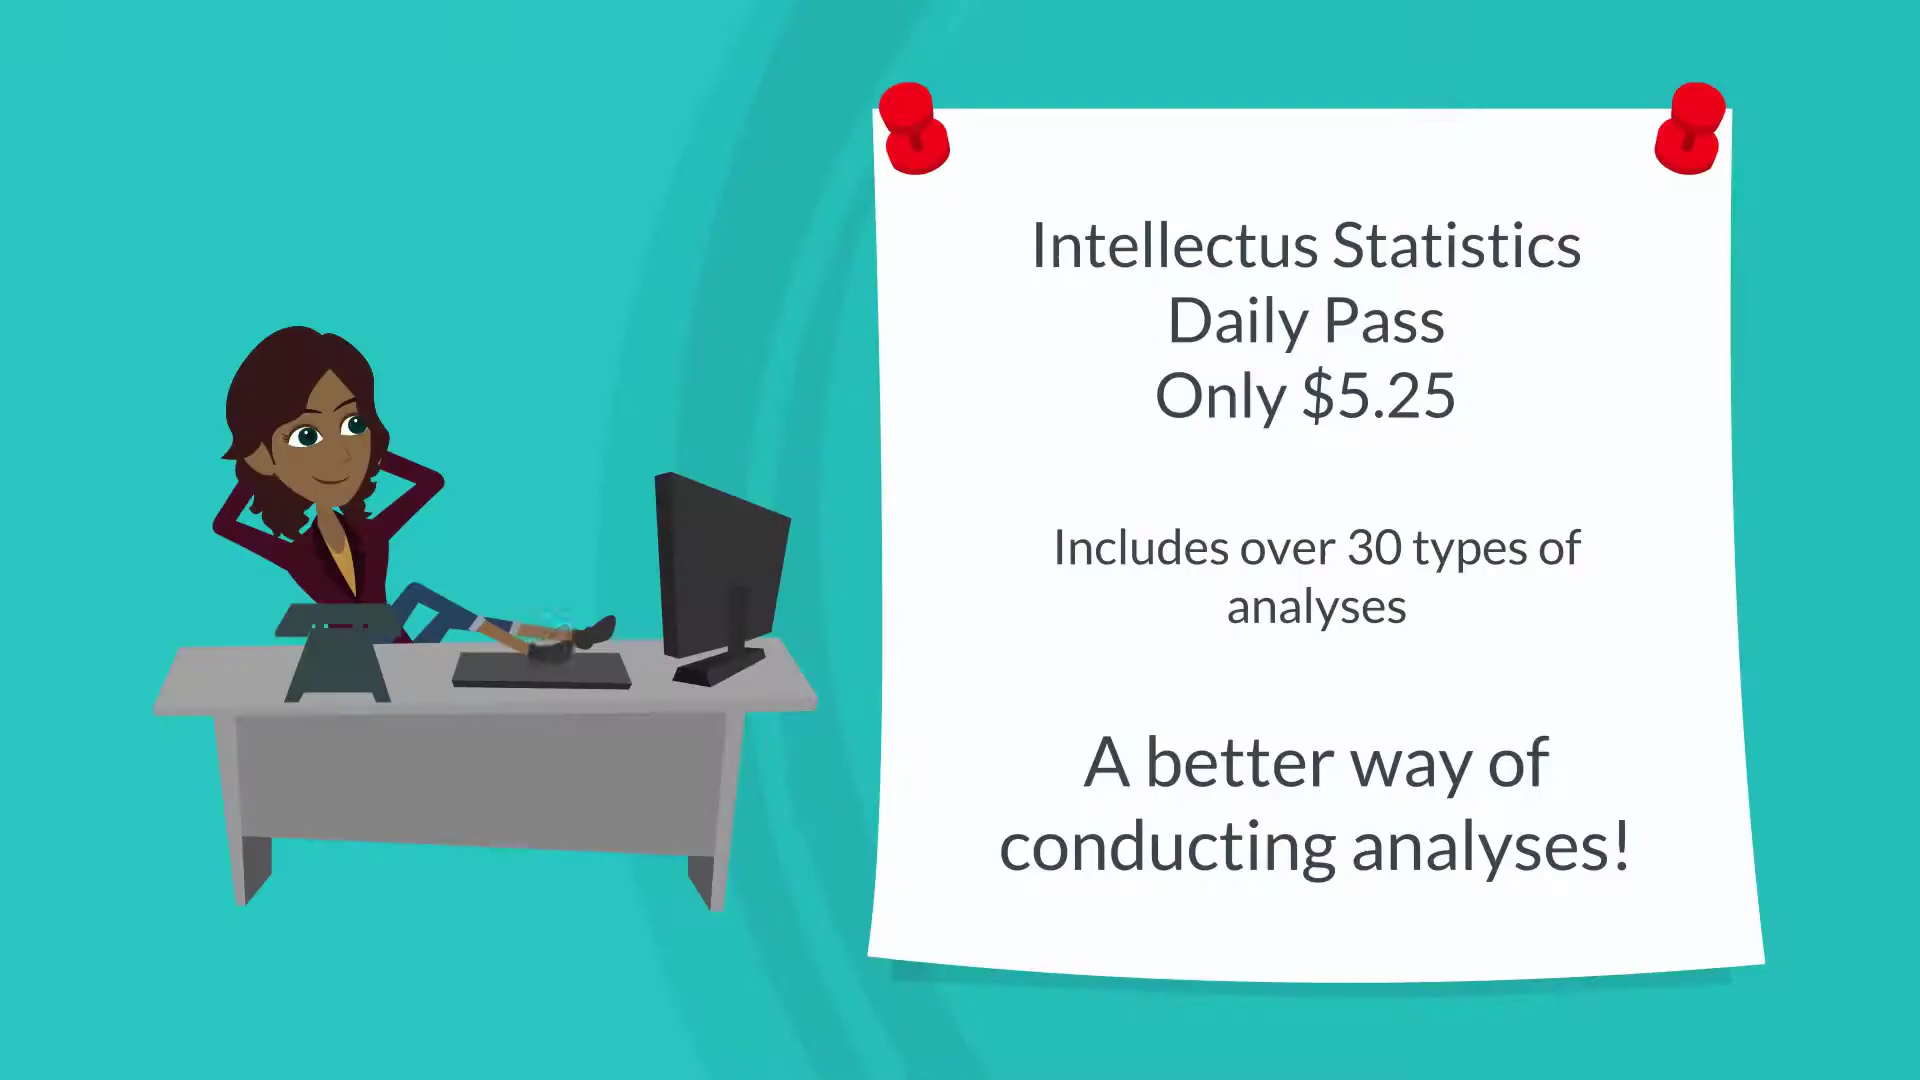 Intellectus Statistics
Daily Pass
Only $5.25
Includes over 30 types of
analyses
A better way of
conducting analyses!